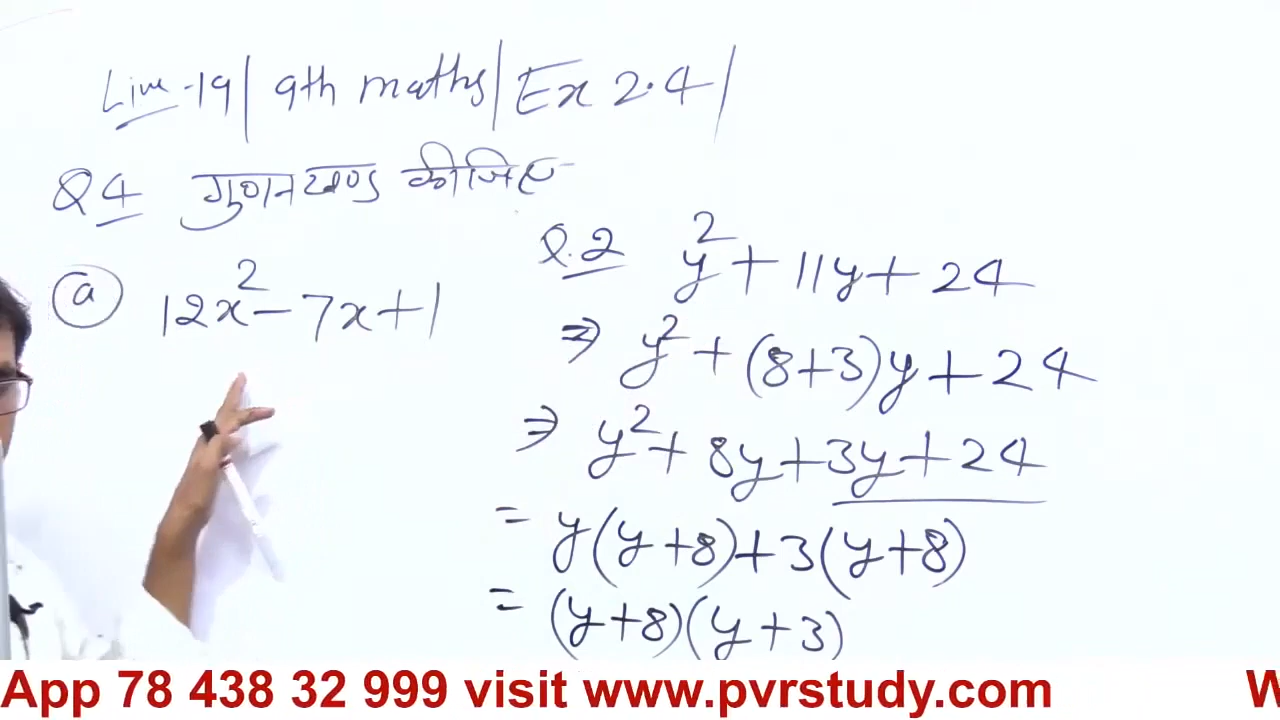 Live-19| 9th maths| Ex 2.4|
Q4 गुणनखण्ड कीजिए
(a) 12x² - 7x + 1
Q.2 y² + 11y + 24
⇒ y² + (8+3)y + 24
⇒ y² + 8y + 3y + 24
= y(y+8)+3(y+8)
= (y+8)(y+3)
App 78 438 32 999 visit www.pvrstudy.com